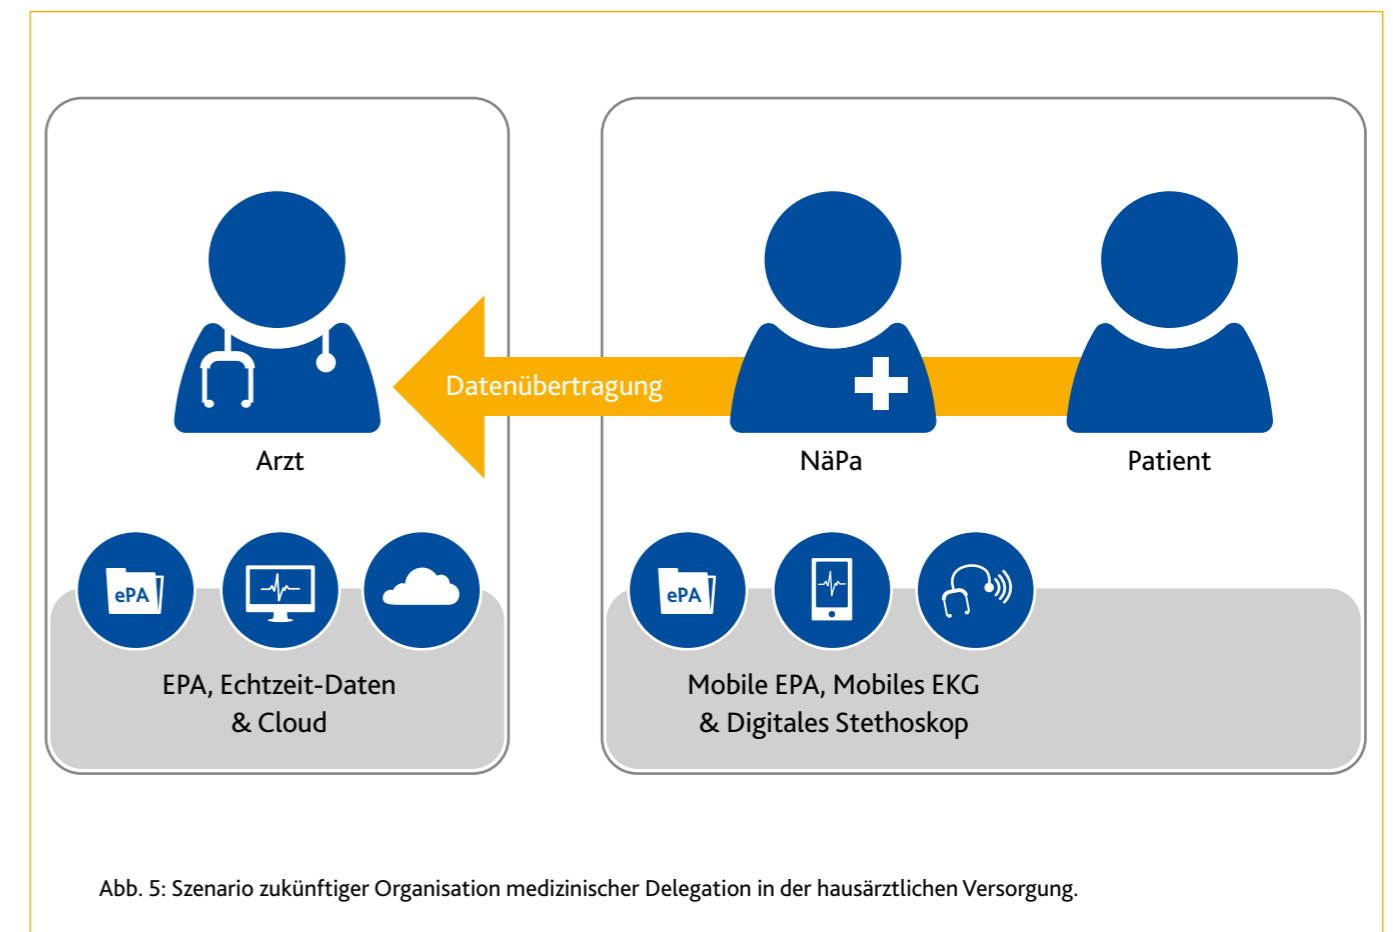 Datenübertragung
Arzt
NäPa
Patient
ePA
ePA
EPA, Echtzeit-Daten
& Cloud
Mobile EPA, Mobiles EKG
& Digitales Stethoskop
Abb. 5: Szenario zukünftiger Organisation medizinischer Delegation in der hausärztlichen Versorgung.